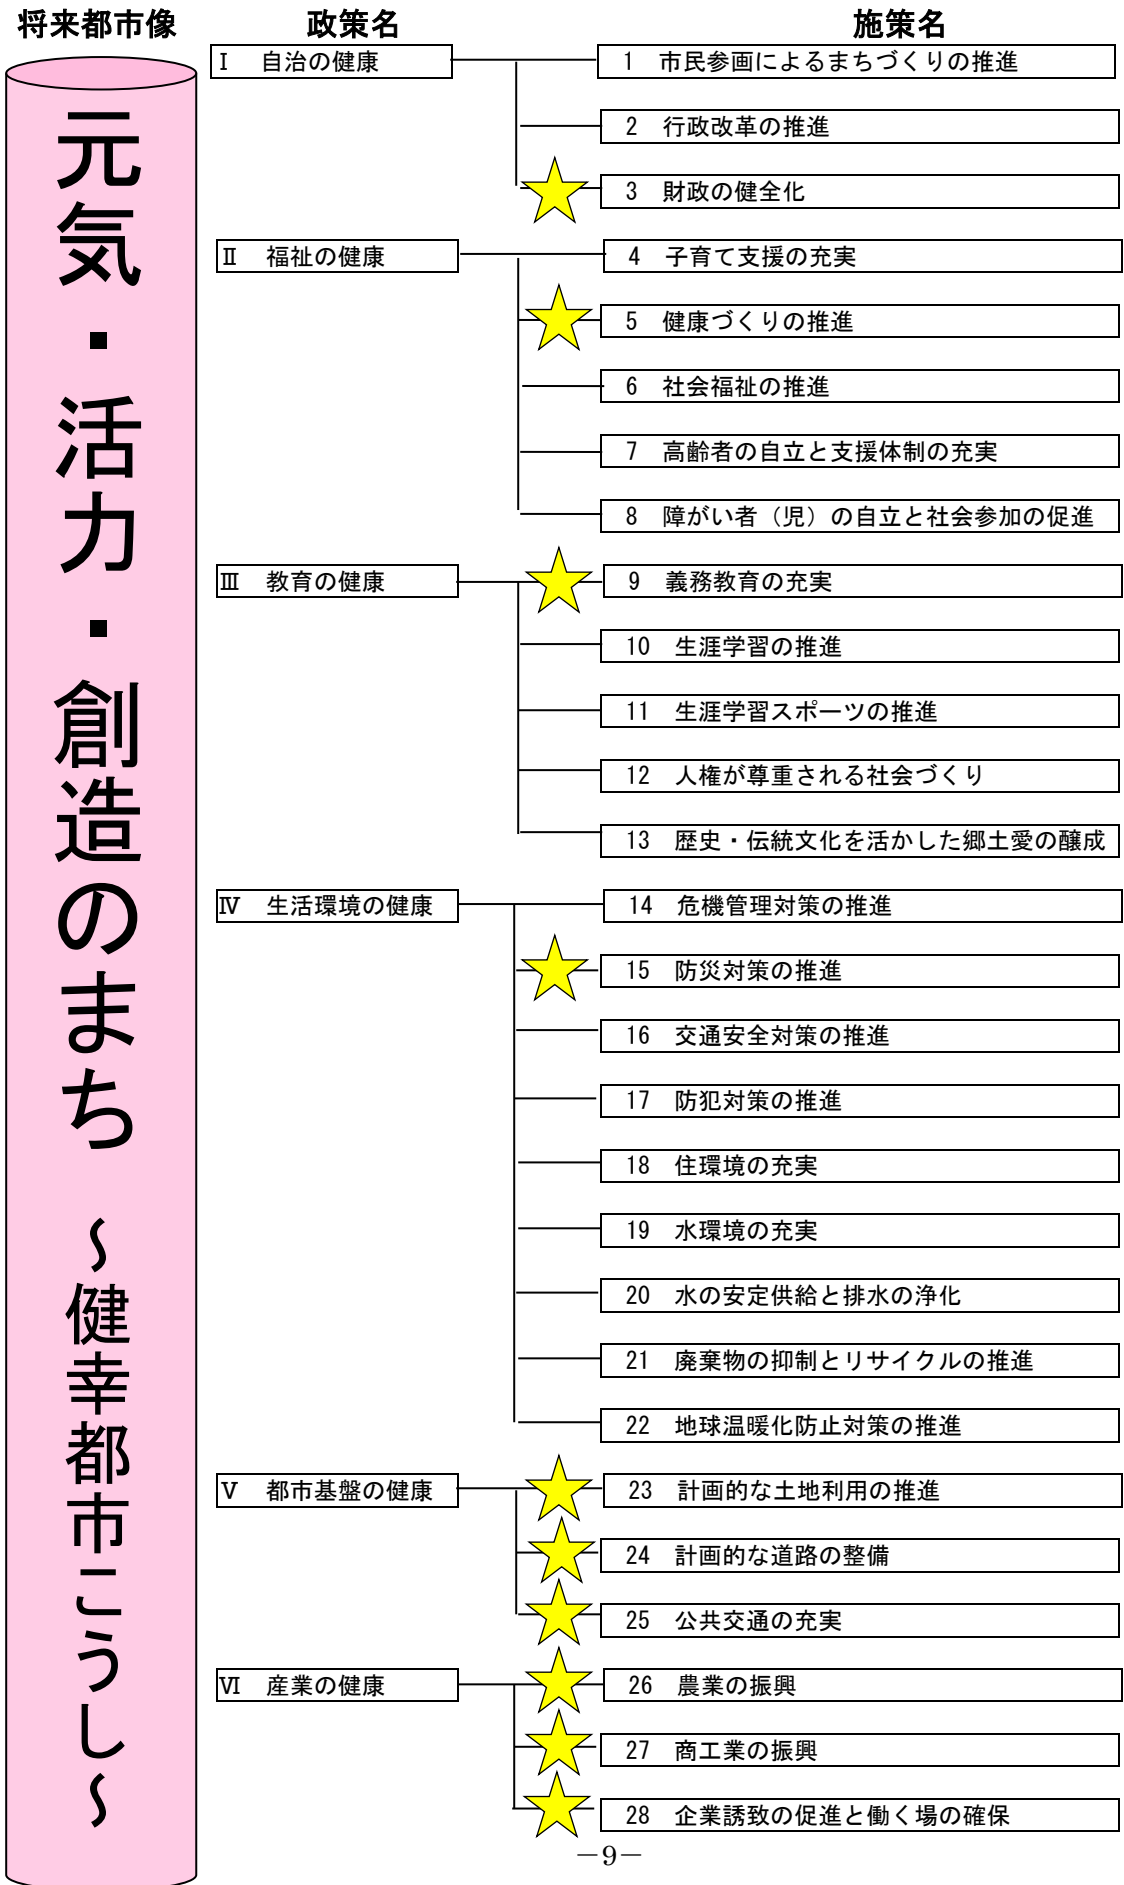 将来都市像
政策名
施策名
元気・活力・創造のまち ～健幸都市こうし～
Ⅰ 自治の健康
1 市民参画によるまちづくりの推進
2 行政改革の推進
3 財政の健全化
Ⅱ 福祉の健康
4 子育て支援の充実
5 健康づくりの推進
6 社会福祉の推進
7 高齢者の自立と支援体制の充実
8 障がい者（児）の自立と社会参加の促進
Ⅲ 教育の健康
9 義務教育の充実
10 生涯学習の推進
11 生涯学習スポーツの推進
12 人権が尊重される社会づくり
13 歴史・伝統文化を活かした郷土愛の醸成
Ⅳ 生活環境の健康
14 危機管理対策の推進
15 防災対策の推進
16 交通安全対策の推進
17 防犯対策の推進
18 住環境の充実
19 水環境の充実
20 水の安定供給と排水の浄化
21 廃棄物の抑制とリサイクルの推進
22 地球温暖化防止対策の推進
Ⅴ 都市基盤の健康
23 計画的な土地利用の推進
24 計画的な道路の整備
25 公共交通の充実
Ⅵ 産業の健康
26 農業の振興
27 商工業の振興
28 企業誘致の促進と働く場の確保
－9－